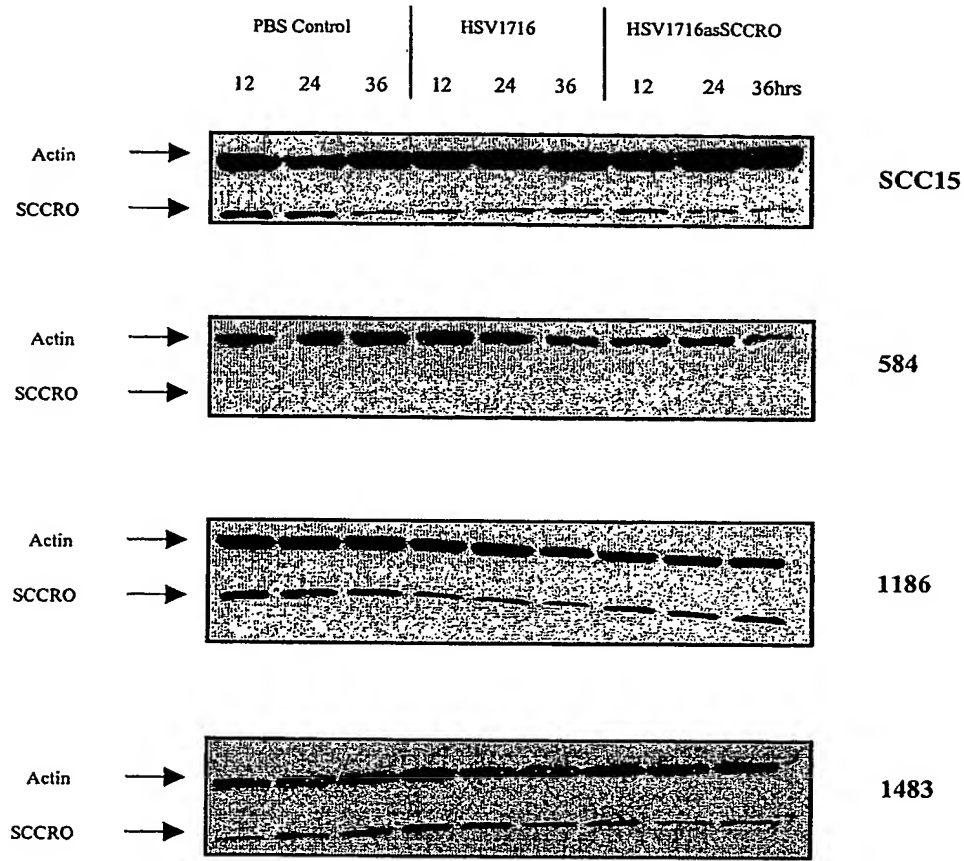 PBS Control HSV1716 HSV1716asSCCRO
12 24 36 12 24 36 12 24 36hrs
Actin
SCC15
SCCRO
Actin
584
SCCRO
Actin
1186
SCCRO
Actin
1483
SCCRO